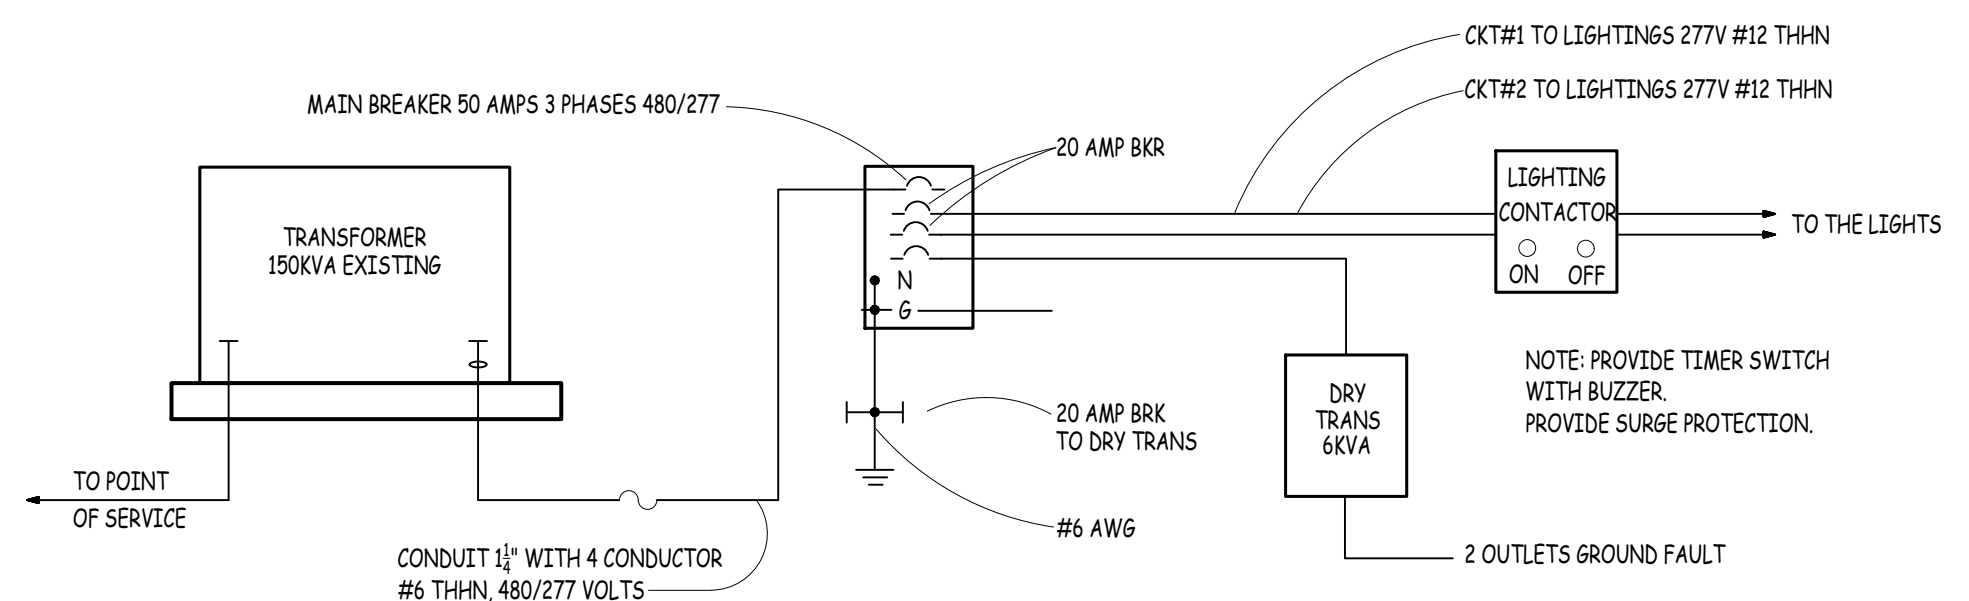 CKT#1 TO LIGHTINGS 277V #12 THHN
CKT#2 TO LIGHTINGS 277V #12 THHN
MAIN BREAKER 50 AMPS 3 PHASES 480/277
20 AMP BKR
LIGHTING
CONTACTOR
ON OFF
TO THE LIGHTS
TRANSFORMER
150KVA EXISTING
N
G
NOTE: PROVIDE TIMER SWITCH
WITH BUZZER.
PROVIDE SURGE PROTECTION.
DRY
TRANS
6KVA
20 AMP BRK
TO DRY TRANS
TO POINT
OF SERVICE
#6 AWG
CONDUIT 1 1/4" WITH 4 CONDUCTOR
#6 THHN, 480/277 VOLTS
2 OUTLETS GROUND FAULT